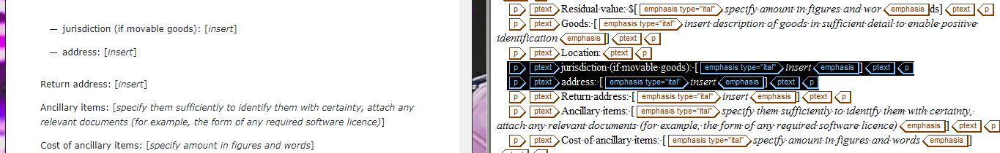 — jurisdiction (if movable goods): [insert]
— address: [insert]
Return address: [insert]
Ancillary items: [specify them sufficiently to identify them with certainty, attach any
relevant documents (for example, the form of any required software licence)]
Cost of ancillary items: [specify amount in figures and words]
p ptext Residual value: $[ emphasis type="ital" specify amount in figures and wor emphasis ds] ptext p
p ptext Goods: [ emphasis type="ital" insert description of goods in sufficient detail to enable positive
identification emphasis ] ptext p
p ptext Location: ptext p
p ptext jurisdiction (if movable goods): [ emphasis type="ital" insert emphasis ] ptext p
p ptext address: [ emphasis type="ital" insert emphasis ] ptext p
p ptext Return address: [ emphasis type="ital" insert emphasis ] ptext p
p ptext Ancillary items: [ emphasis type="ital" specify them sufficiently to identify them with certainty,
attach any relevant documents (for example, the form of any required software licence) emphasis ] ptext p
p ptext Cost of ancillary items: [ emphasis type="ital" specify amount in figures and words emphasis ]